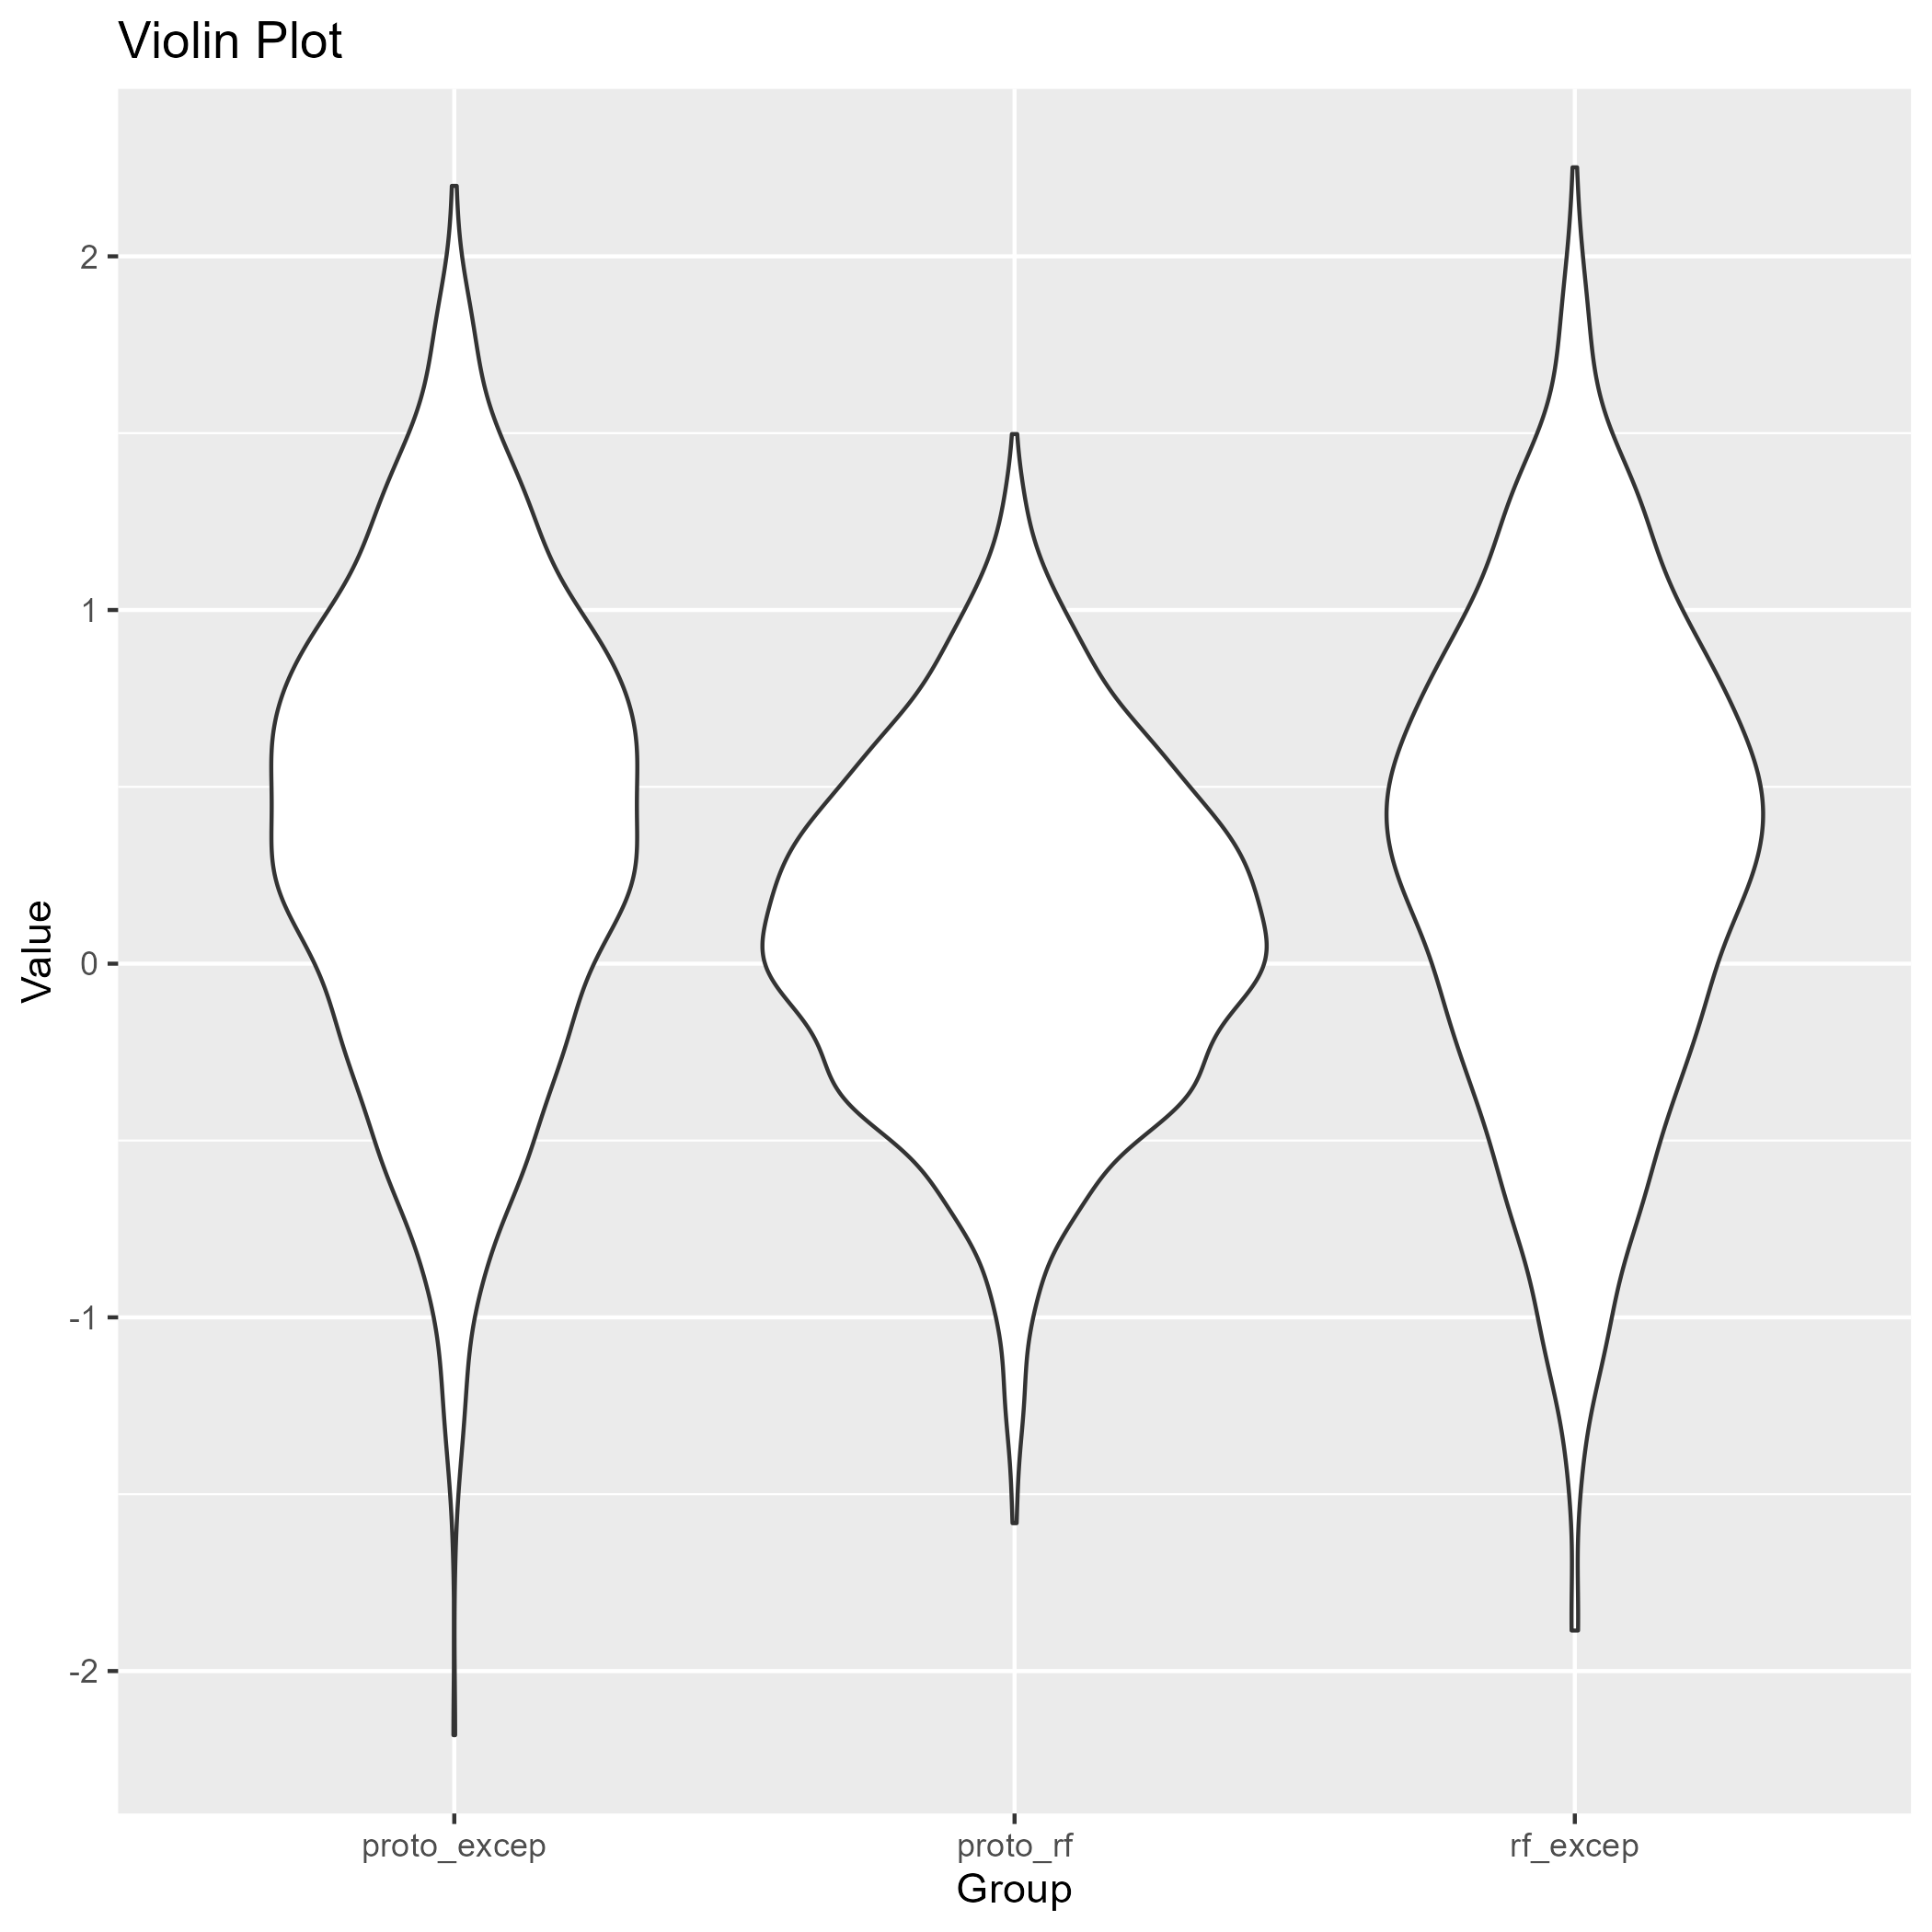 Violin Plot
2
1
0
-1
-2
Value
proto_excep
proto_rf
rf_excep
Group